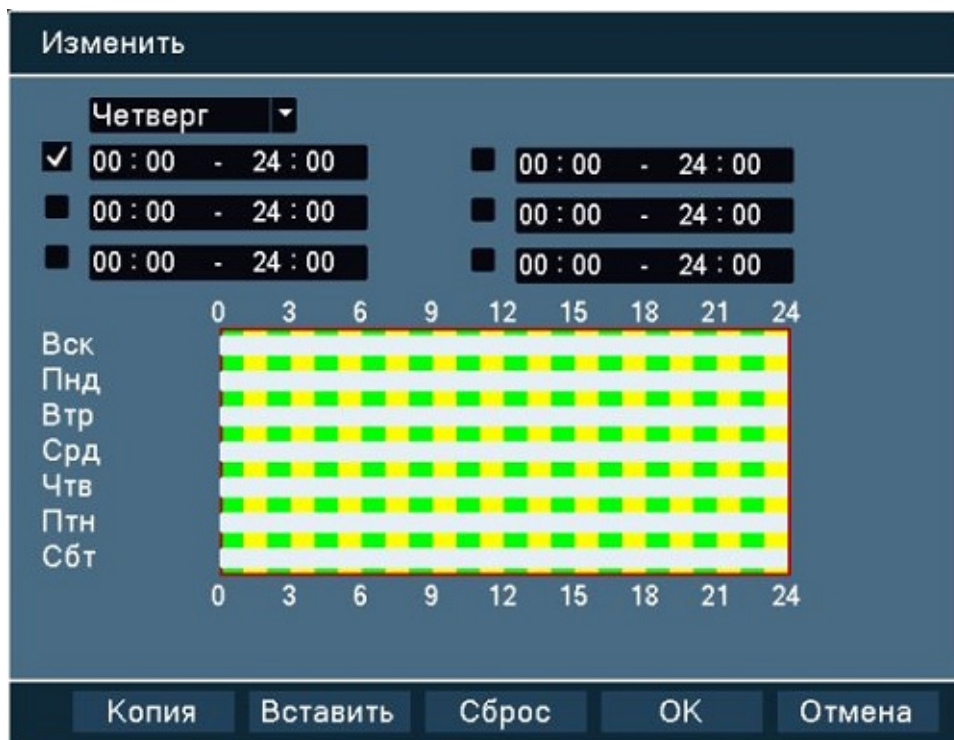 Изменить
Четверг
00:00 - 24:00 00:00 - 24:00
00:00 - 24:00 00:00 - 24:00
00:00 - 24:00 00:00 - 24:00
0 3 6 9 12 15 18 21 24
Вск
Пнд
Втр
Срд
Чтв
Птн
Сбт
0 3 6 9 12 15 18 21 24
Копия Вставить Сброс OK Отмена